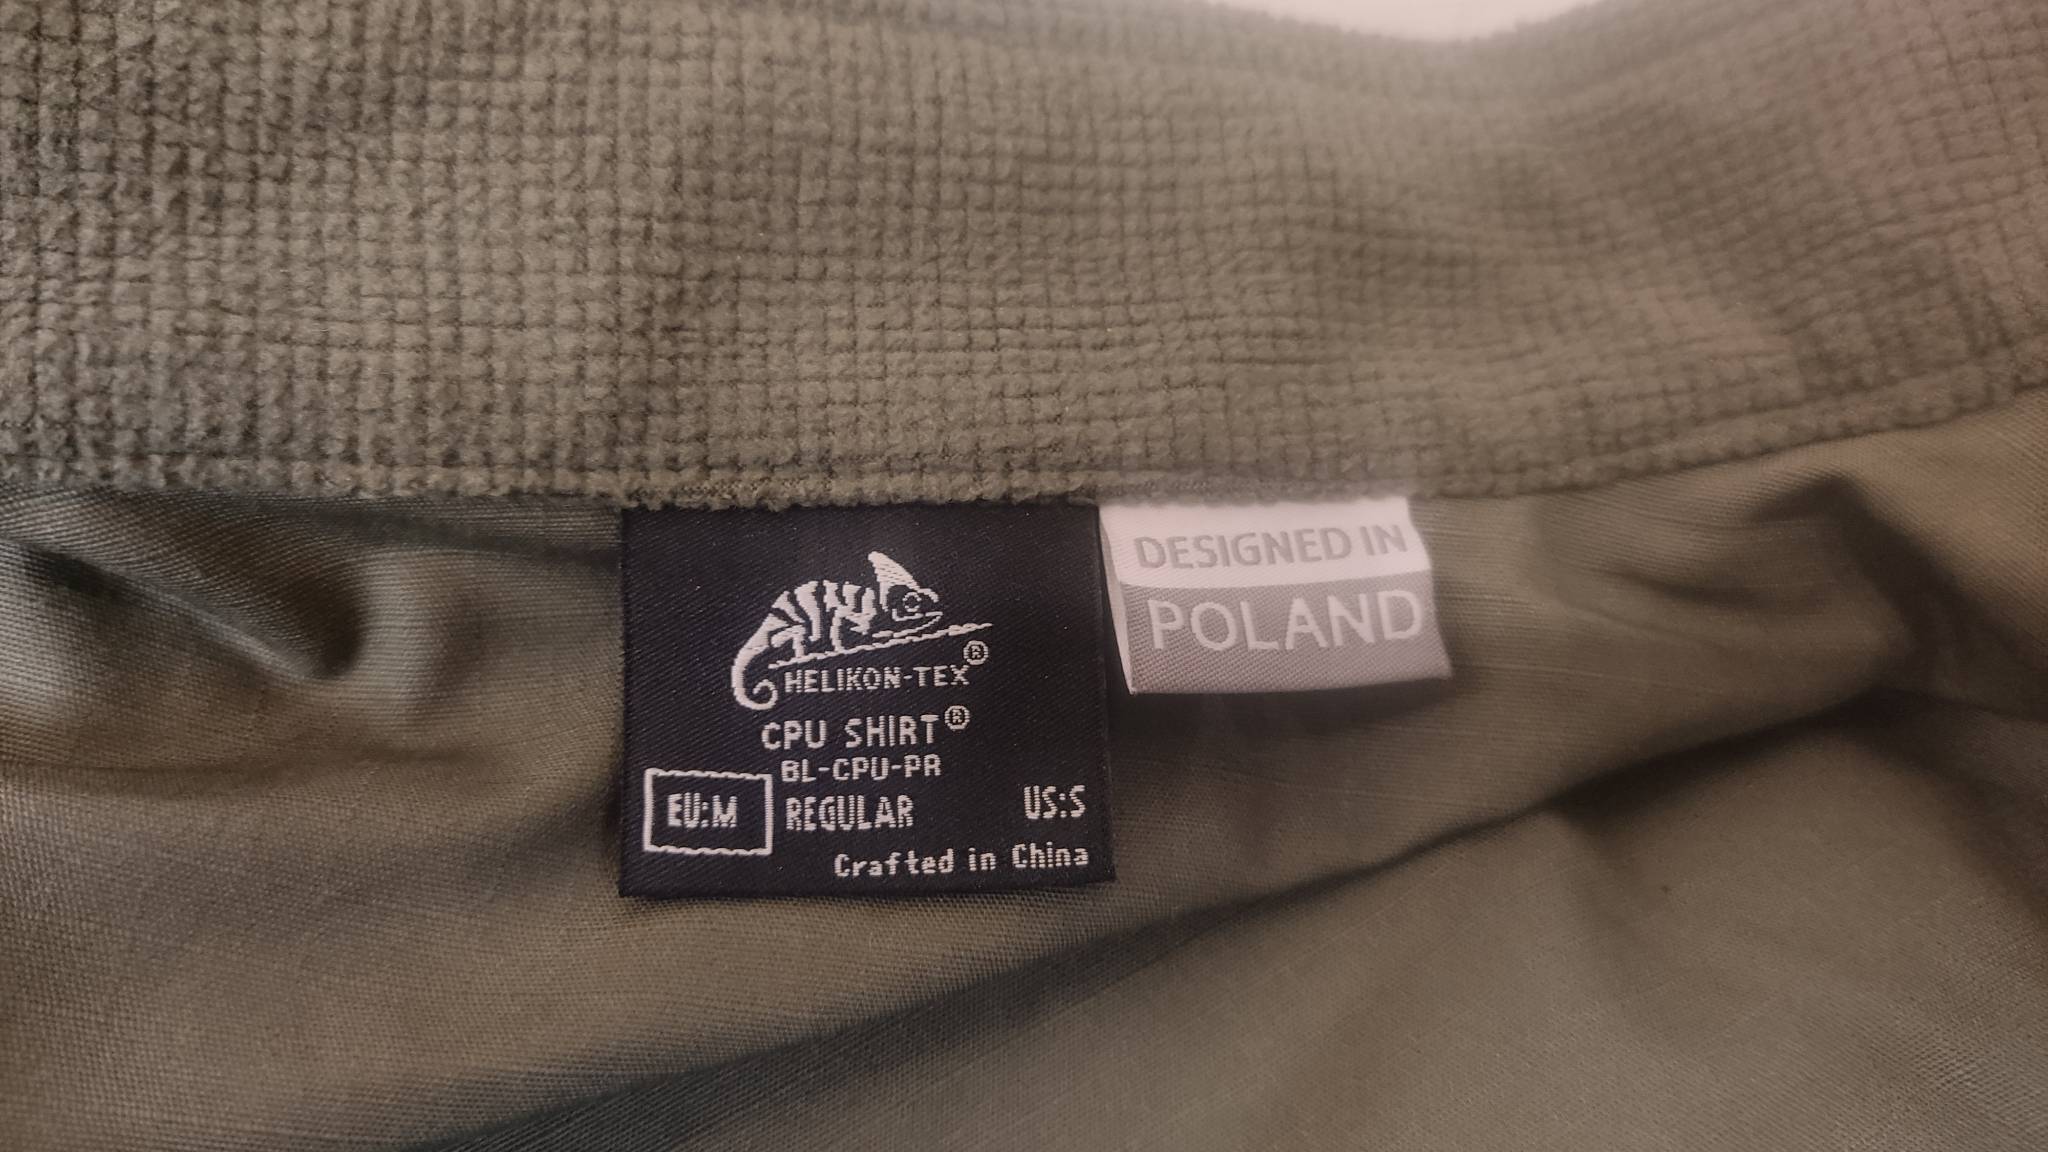 HELIKON-TEX®
CPU SHIRT®
BL-CPU-PR
EU:M REGULAR US:S
Crafted in China
DESIGNED IN
POLAND